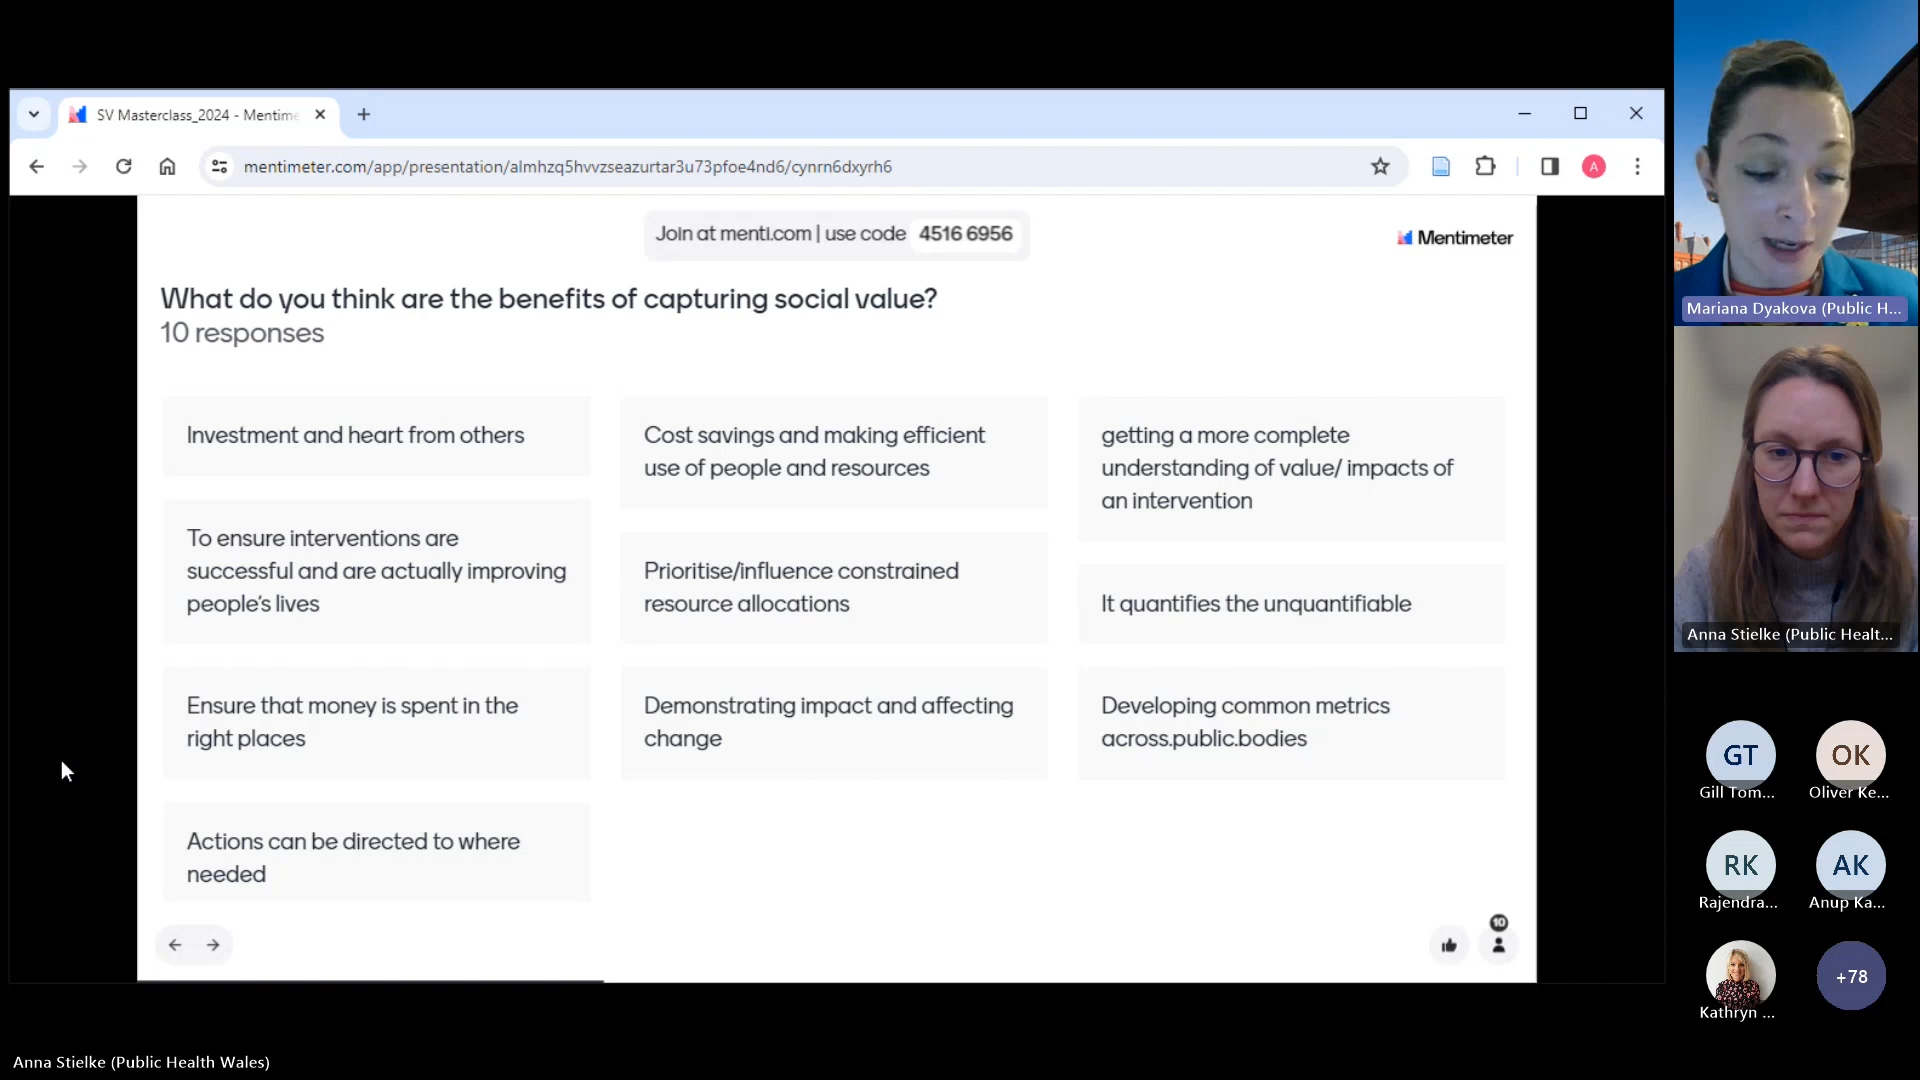 SV Masterclass_2024 - Mentime
mentimeter.com/app/presentation/almhzq5hvvzseazurtar3u73pfoe4nd6/cynrn6dxyrh6
A
Join at menti.com | use code 4516 6956
Mentimeter
What do you think are the benefits of capturing social value?
10 responses
Investment and heart from others
To ensure interventions are
successful and are actually improving
people's lives
Ensure that money is spent in the
right places
Actions can be directed to where
needed
Cost savings and making efficient
use of people and resources
Prioritise/influence constrained
resource allocations
Demonstrating impact and affecting
change
getting a more complete
understanding of value/ impacts of
an intervention
It quantifies the unquantifiable
Developing common metrics
across.public.bodies
10
Mariana Dyakova (Public H...
Anna Stielke (Public Healt...
GT
Gill Tom...
OK
Oliver Ke...
RK
Rajendra...
AK
Anup Ka...
Kathryn ...
+78
Anna Stielke (Public Health Wales)